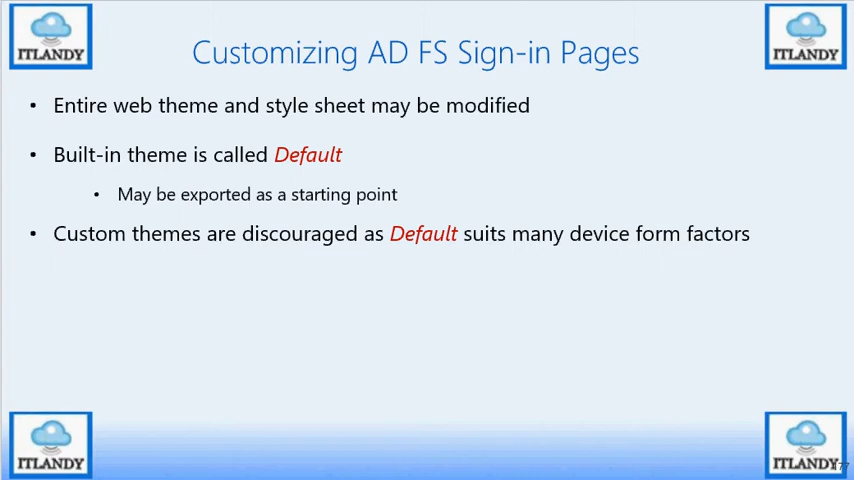 ITLANDY
ITLANDY
Customizing AD FS Sign-in Pages
• Entire web theme and style sheet may be modified
• Built-in theme is called Default
• May be exported as a starting point
• Custom themes are discouraged as Default suits many device form factors
ITLANDY
ITLANDY